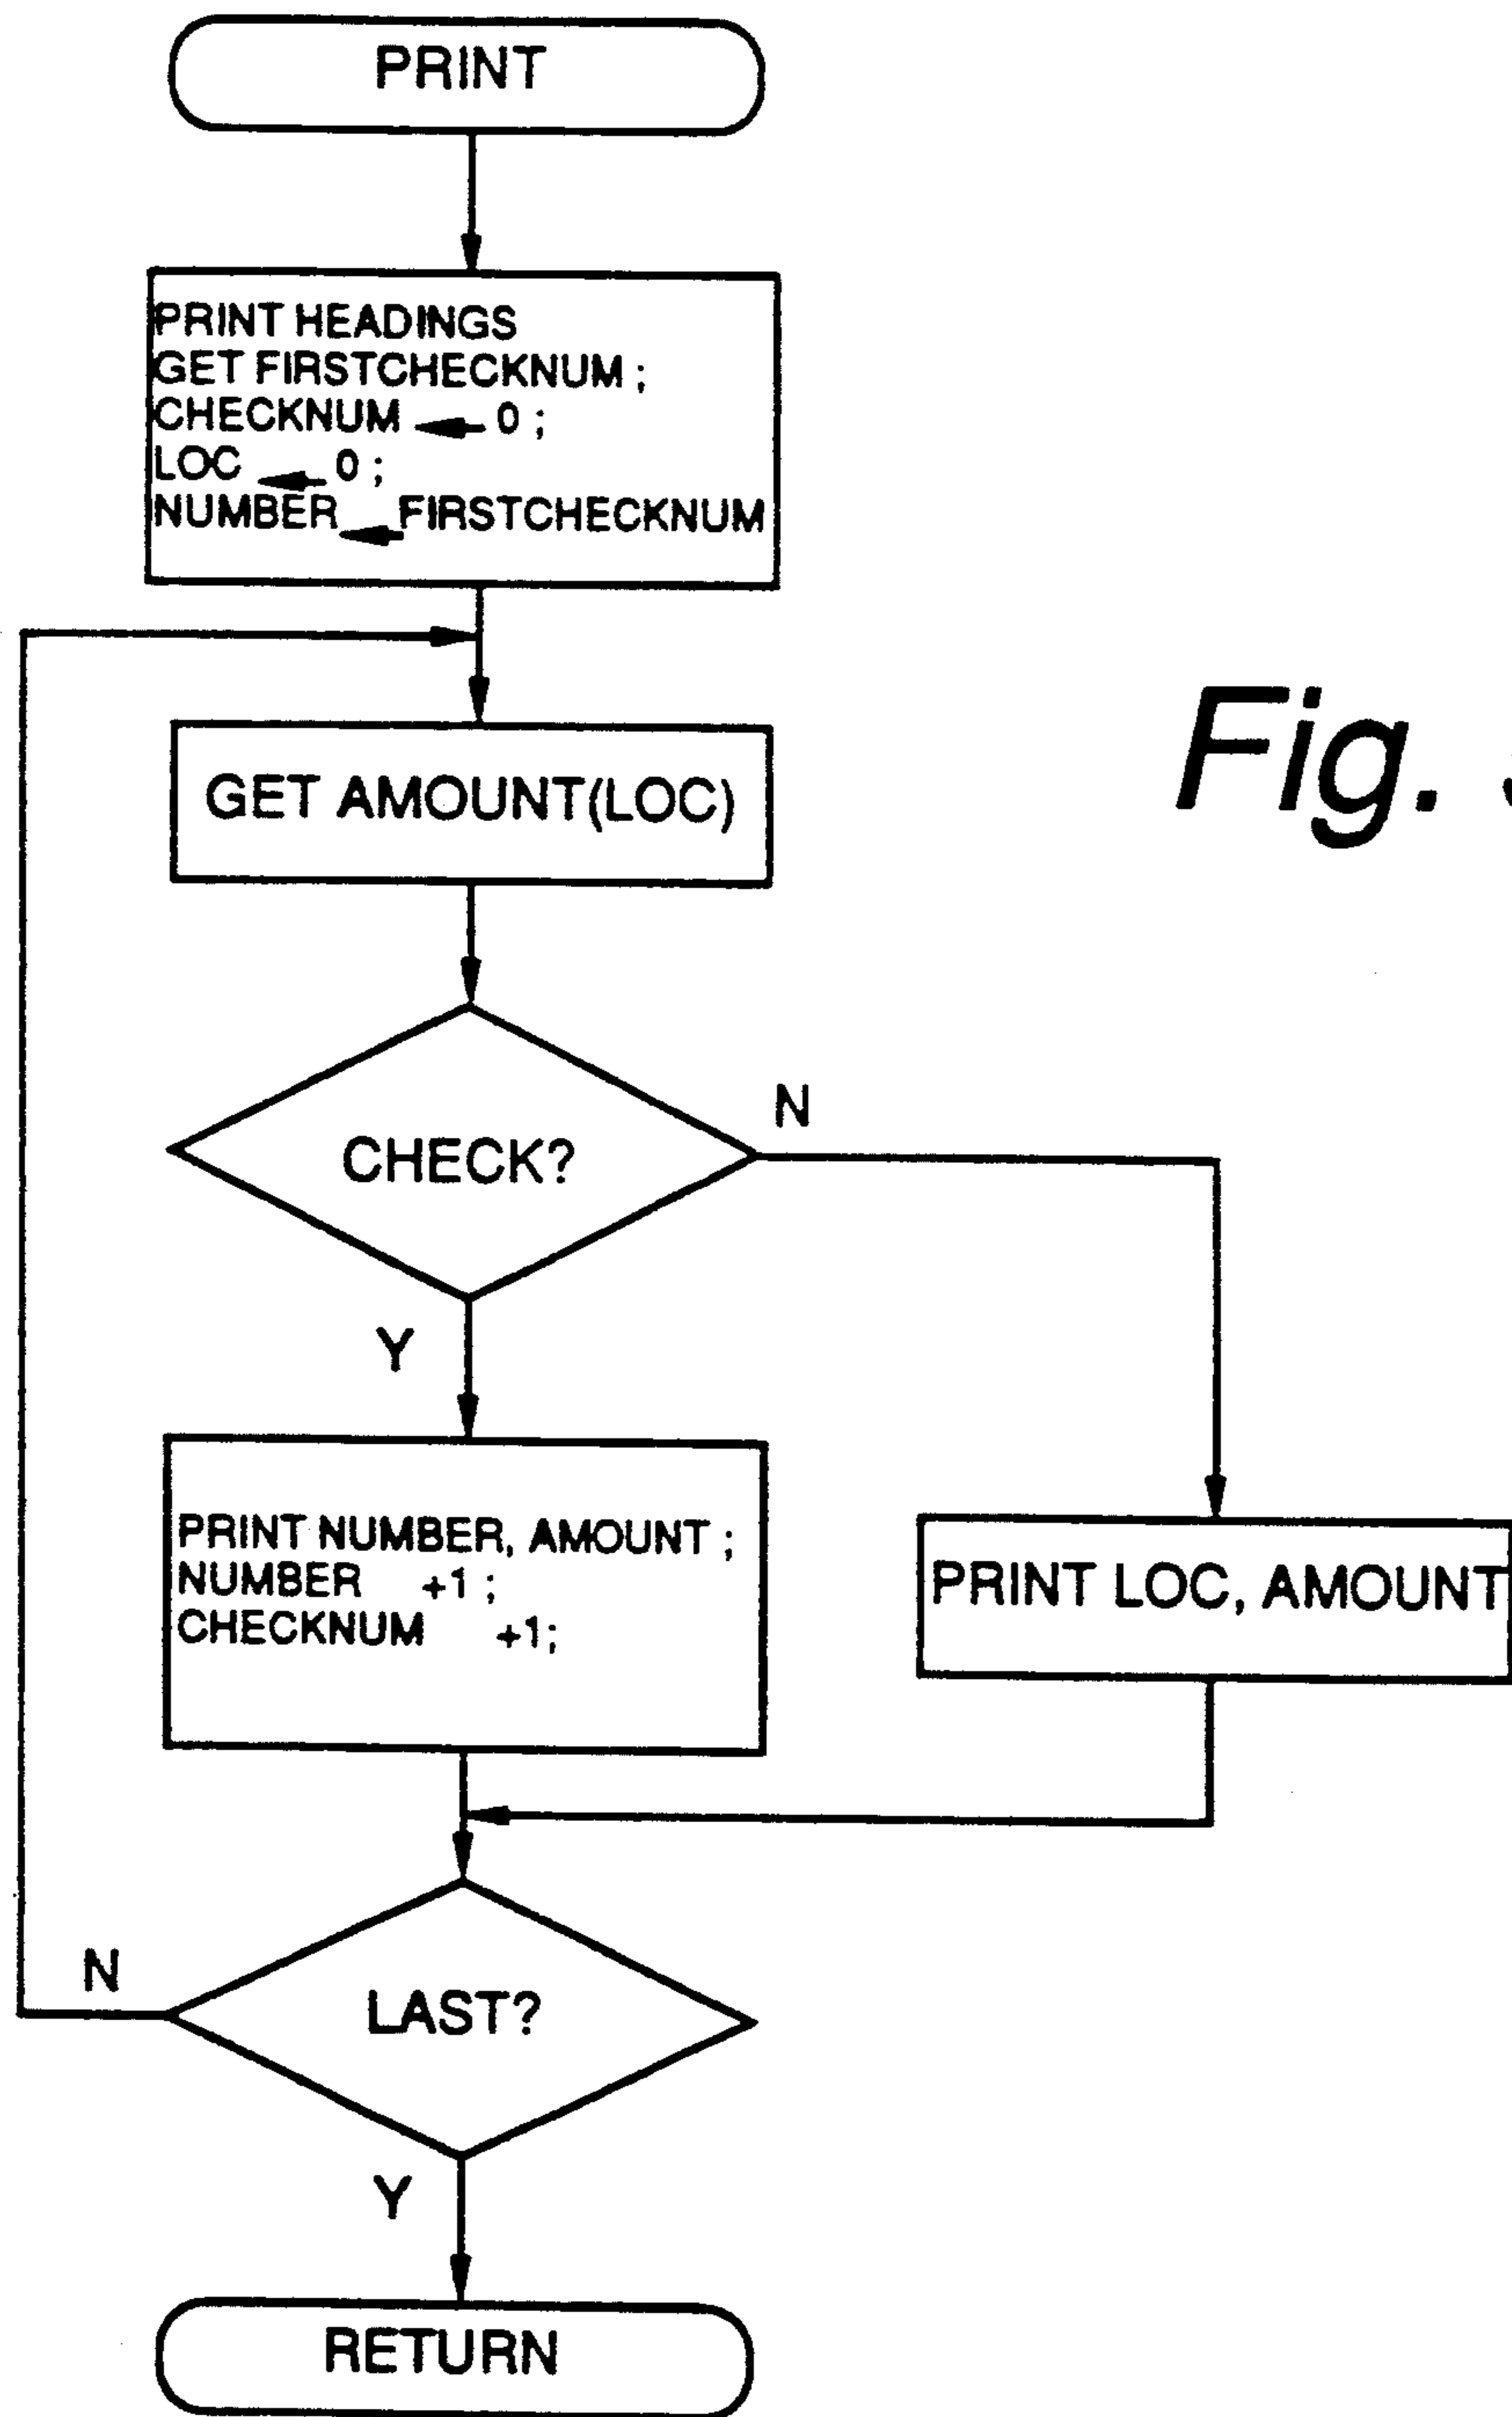 PRINT
PRINT HEADINGS
GET FIRSTCHECKNUM ;
CHECKNUM ← 0 ;
LOC ← 0 ;
NUMBER ← FIRSTCHECKNUM
GET AMOUNT(LOC)
Fig.
CHECK?
N
Y
PRINT NUMBER, AMOUNT ;
NUMBER +1 ;
CHECKNUM +1;
PRINT LOC, AMOUNT
LAST?
N
Y
RETURN